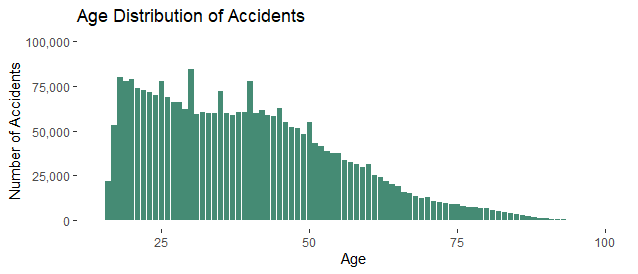 Age Distribution of Accidents
100,000
75,000
50,000
25,000
0
Number of Accidents
25 50 75 100
Age